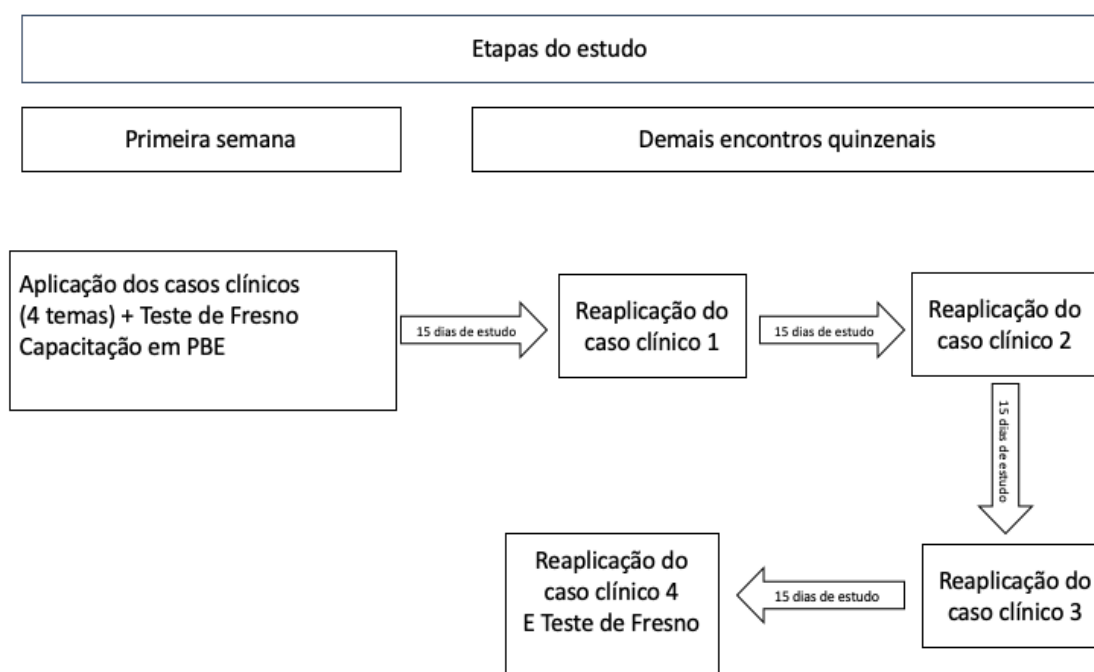 Etapas do estudo
Primeira semana
Demais encontros quinzenais
Aplicação dos casos clínicos
(4 temas) + Teste de Fresno
Capacitação em PBE
15 dias de estudo
Reaplicação do
caso clínico 1
15 dias de estudo
Reaplicação do
caso clínico 2
15 dias de estudo
Reaplicação do
caso clínico 3
15 dias de estudo
Reaplicação do
caso clínico 4
E Teste de Fresno